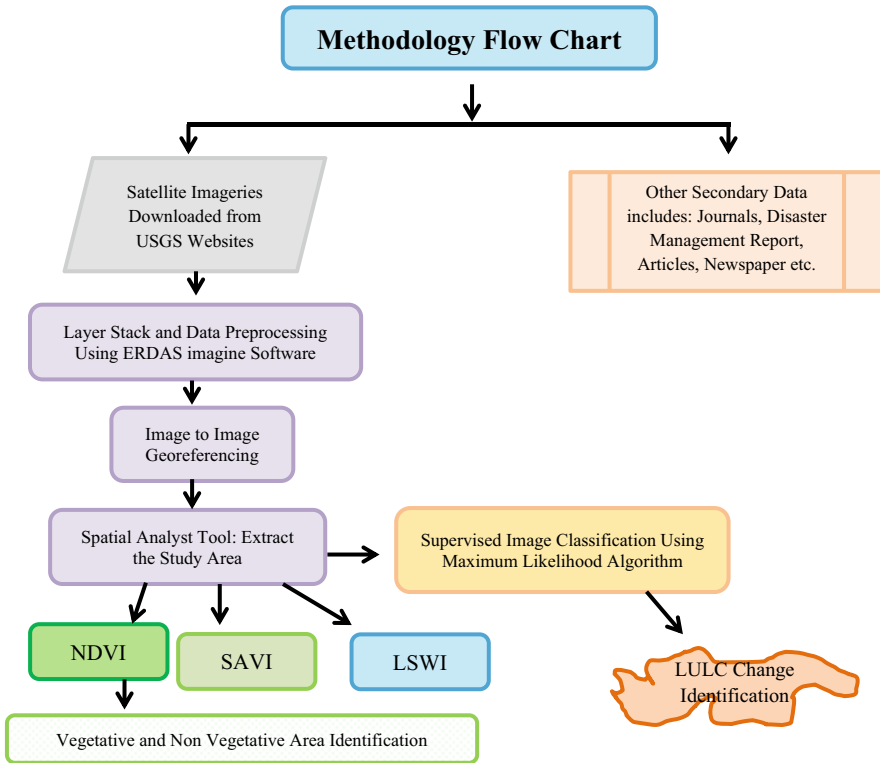 Methodology Flow Chart
Satellite Imageries
Downloaded from
USGS Websites
Other Secondary Data
includes: Journals, Disaster
Management Report,
Articles, Newspaper etc.
Layer Stack and Data Preprocessing
Using ERDAS imagine Software
Image to Image
Georeferencing
Spatial Analyst Tool: Extract
the Study Area
Supervised Image Classification Using
Maximum Likelihood Algorithm
NDVI
SAVI
LSWI
LULC Change
Identification
Vegetative and Non Vegetative Area Identification